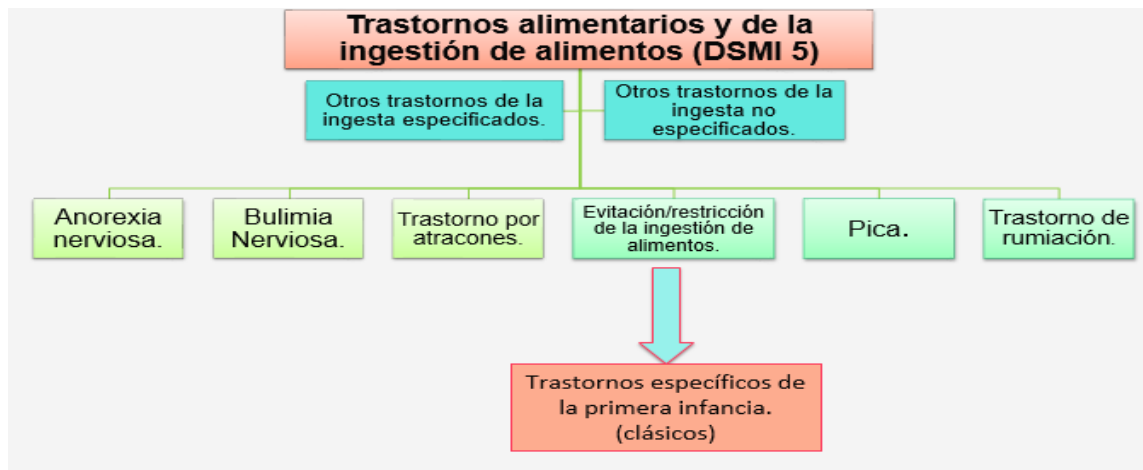 Trastornos alimentarios y de la
ingestión de alimentos (DSMI 5)
Otros trastornos de la
ingesta especificados.
Otros trastornos de la
ingesta no
especificados.
Anorexia
nerviosa.
Bulimia
Nerviosa.
Trastorno por
atracones.
Evitación/restricción
de la ingestión de
alimentos.
Pica.
Trastorno de
rumiación.
Trastornos específicos de
la primera infancia.
(clásicos)